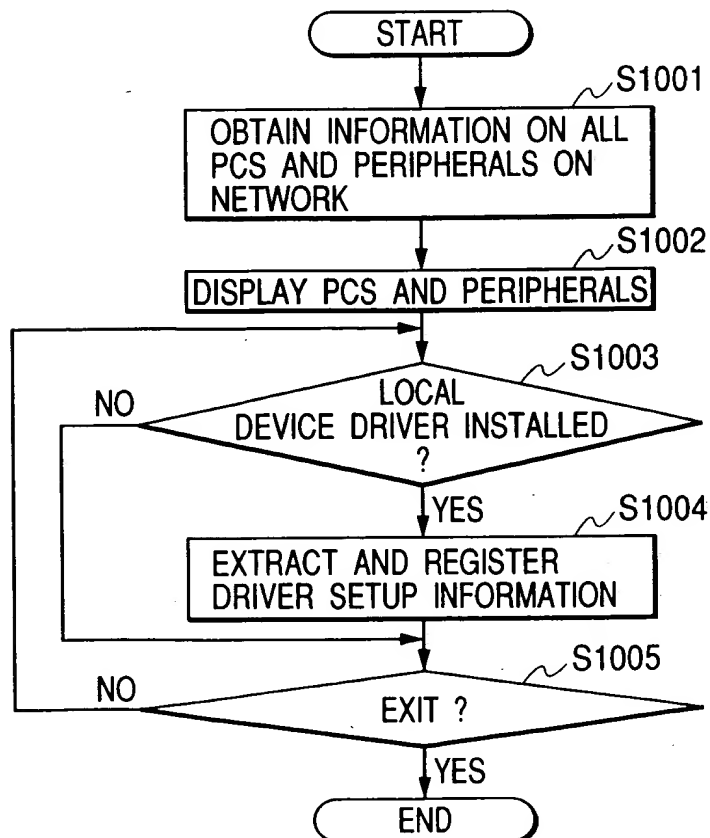 START
S1001
OBTAIN INFORMATION ON ALL
PCS AND PERIPHERALS ON
NETWORK
S1002
DISPLAY PCS AND PERIPHERALS
S1003
NO
LOCAL
DEVICE DRIVER INSTALLED
?
YES
S1004
EXTRACT AND REGISTER
DRIVER SETUP INFORMATION
S1005
NO
EXIT ?
YES
END